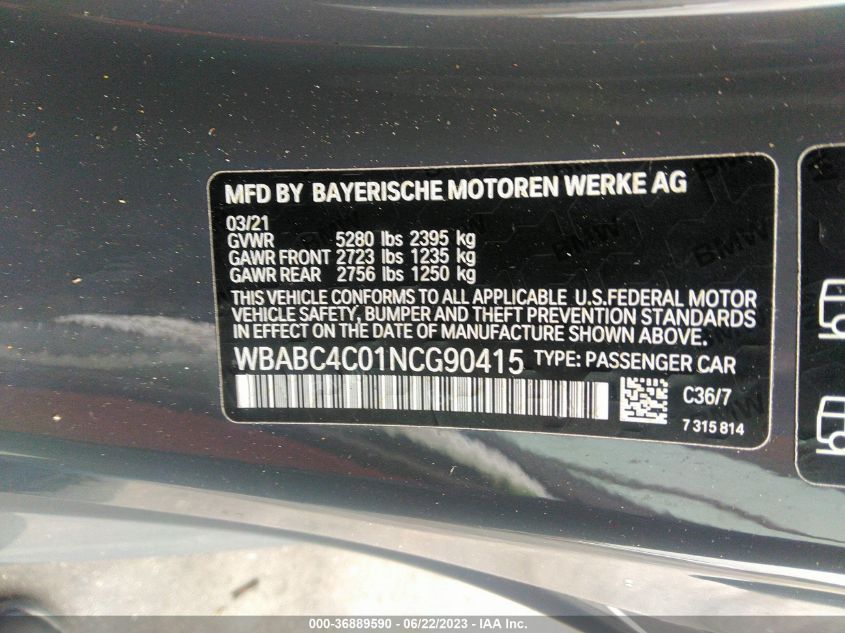 MFD BY BAYERISCHE MOTOREN WERKE AG
03/21
GVWR 5280 lbs 2395 kg
GAWR FRONT 2723 lbs 1235 kg
GAWR REAR 2756 lbs 1250 kg
THIS VEHICLE CONFORMS TO ALL APPLICABLE U.S.FEDERAL MOTOR
VEHICLE SAFETY, BUMPER AND THEFT PREVENTION STANDARDS
IN EFFECT ON THE DATE OF MANUFACTURE SHOWN ABOVE.
WBABC4C01NCG90415 TYPE: PASSENGER CAR
C36/7
7 315 814
000-36889590 - 06/22/2023 - IAA Inc.